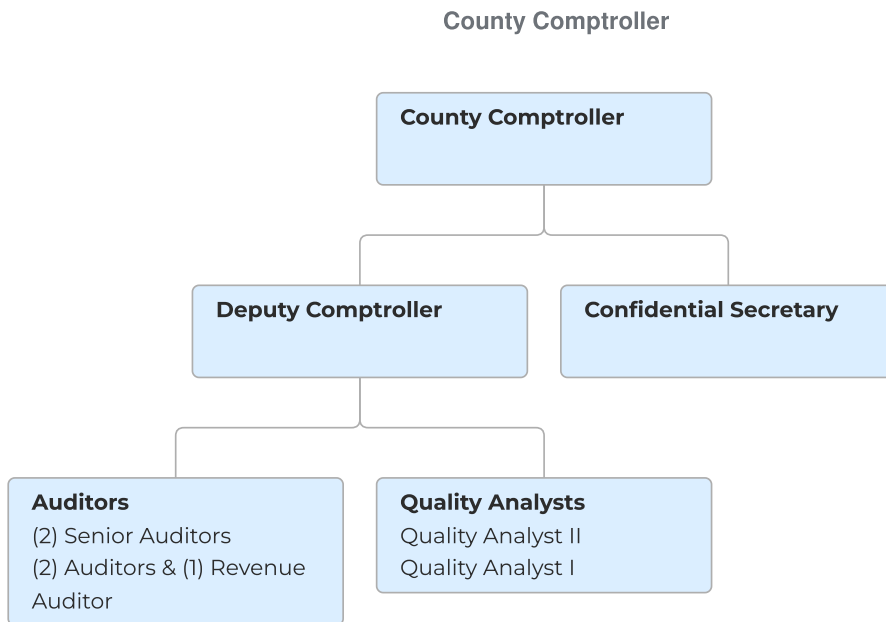 County Comptroller
County Comptroller
Deputy Comptroller
Confidential Secretary
Auditors
(2) Senior Auditors
(2) Auditors & (1) Revenue
Auditor
Quality Analysts
Quality Analyst II
Quality Analyst I